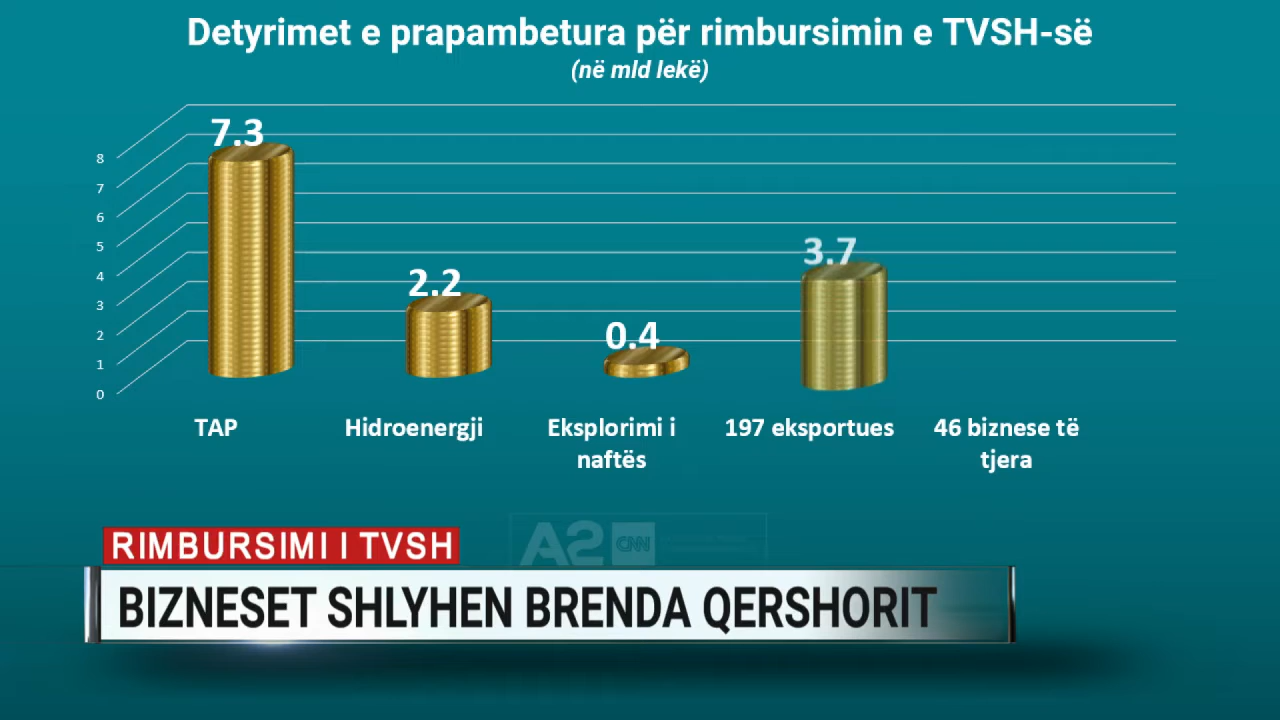 Detyrimet e prapambetura për rimbursimin e TVSH-së
(në mld lekë)
8
7
6
5
4
3
2
1
0
7.3
2.2
0.4
3.7
TAP
Hidroenergji
Eksplorimi i
naftës
197 eksportues
46 biznese të
tjera
A2 CNN
RIMBURSIMI I TVSH
BIZNESET SHLYHEN BRENDA QERSHORIT